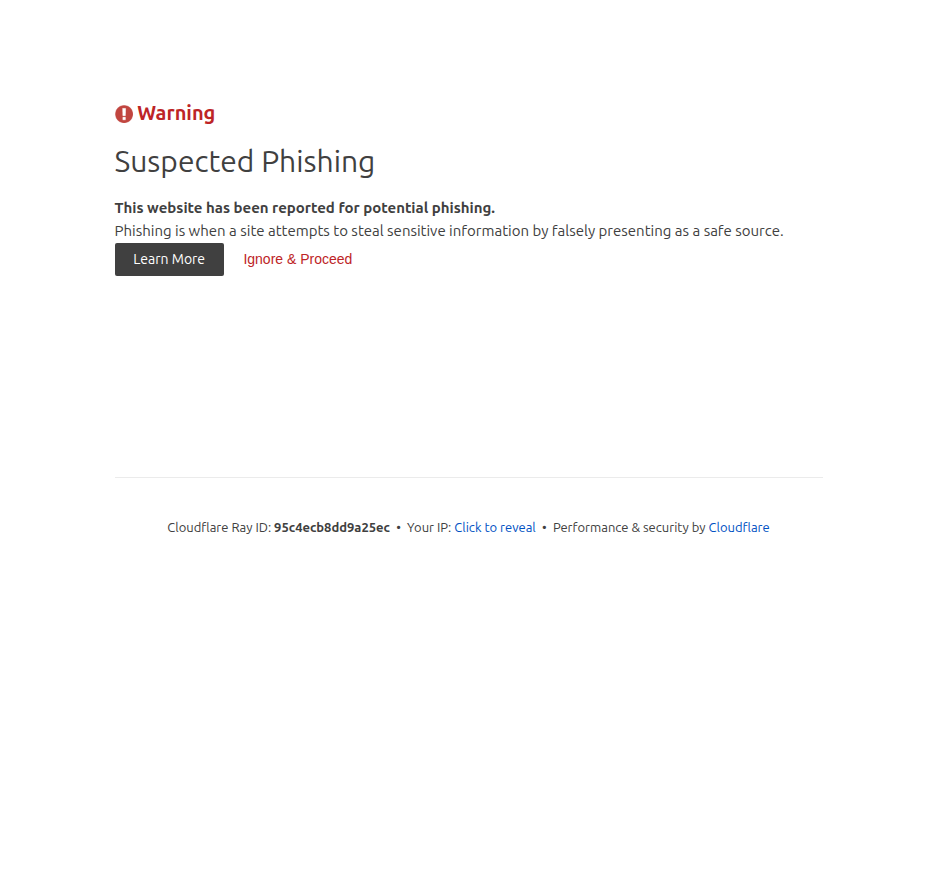 Warning
Suspected Phishing
This website has been reported for potential phishing.
Phishing is when a site attempts to steal sensitive information by falsely presenting as a safe source.
Learn More Ignore & Proceed
Cloudflare Ray ID: 95c4ecb8dd9a25ec • Your IP: Click to reveal • Performance & security by Cloudflare